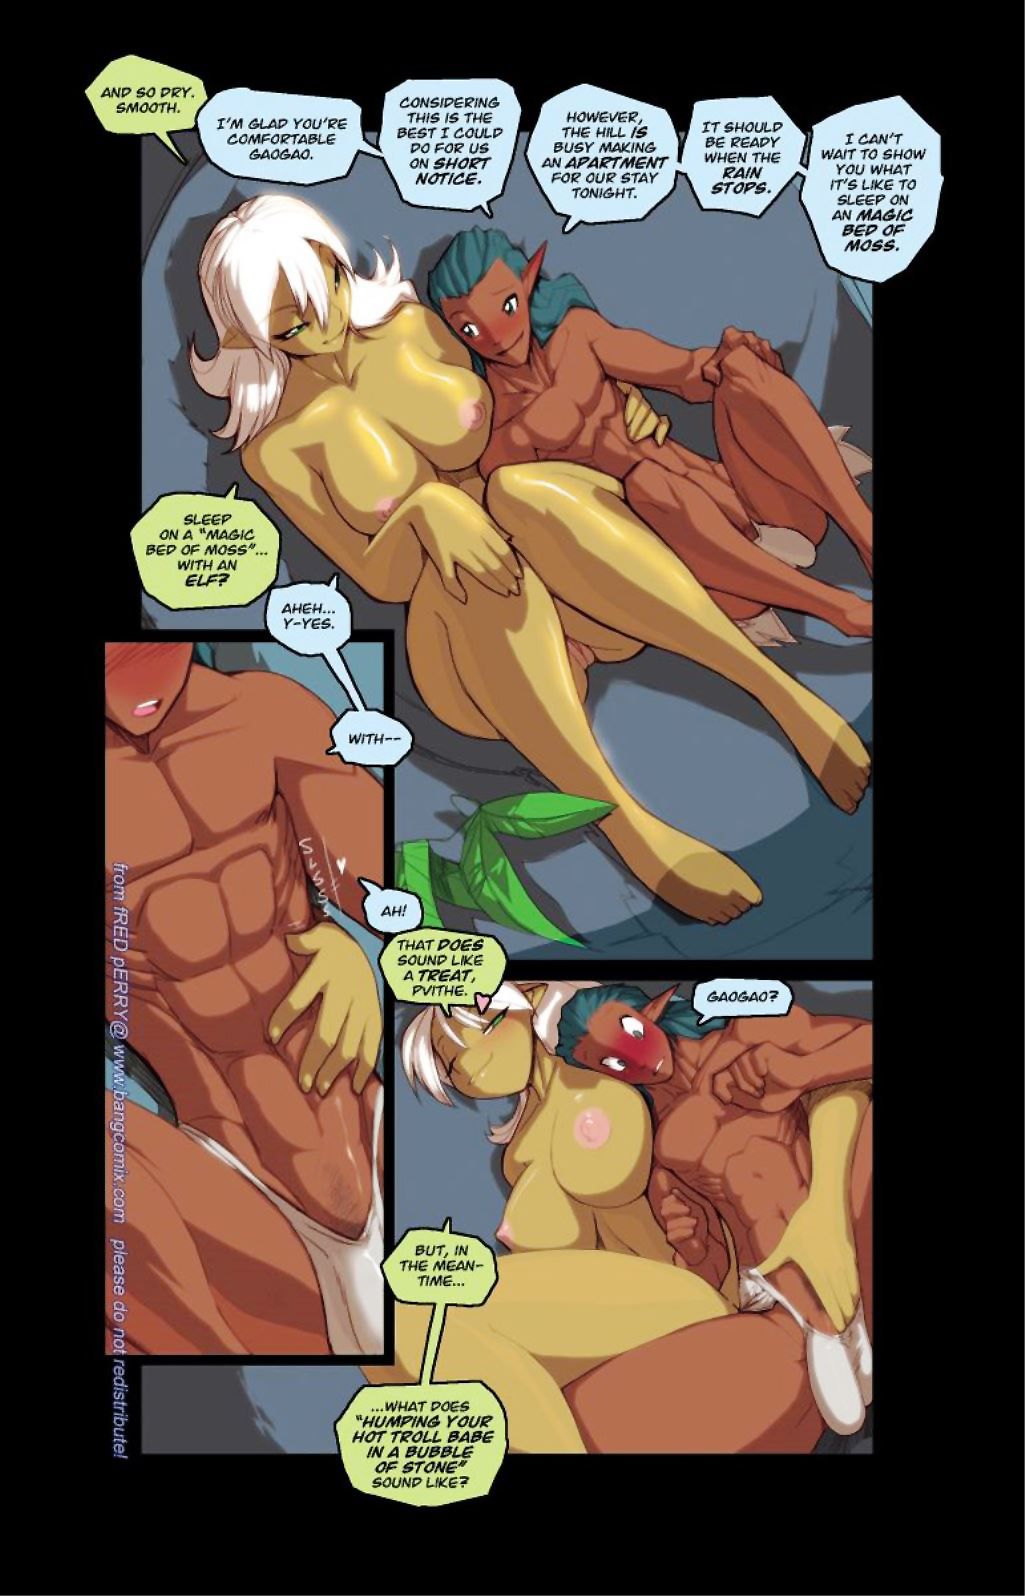 AND SO DRY.
SMOOTH.
I'M GLAD YOU'RE
COMFORTABLE
GAOGAO.
CONSIDERING
THIS IS THE
BEST I COULD
DO FOR US
ON SHORT
NOTICE.
HOWEVER,
THE HILL IS
BUSY MAKING
AN APARTMENT
FOR OUR STAY
TONIGHT.
IT SHOULD
BE READY
WHEN THE
RAIN
STOPS.
I CAN'T
WAIT TO SHOW
YOU WHAT
IT'S LIKE TO
SLEEP ON
AN MAGIC
BED OF
MOSS.
SLEEP
ON A "MAGIC
BED OF MOSS"...
WITH AN
ELF?
AHEH...
Y-YES.
WITH--
AH!
THAT DOES
SOUND LIKE
A TREAT,
PVITHE.
GAOGAO?
BUT, IN
THE MEAN-
TIME...
...WHAT DOES
"HUMPING YOUR
HOT TROLL BABE
IN A BUBBLE
OF STONE"
SOUND LIKE?
from fRED pERRY@ www.bangcomix.com please do not redistribute!